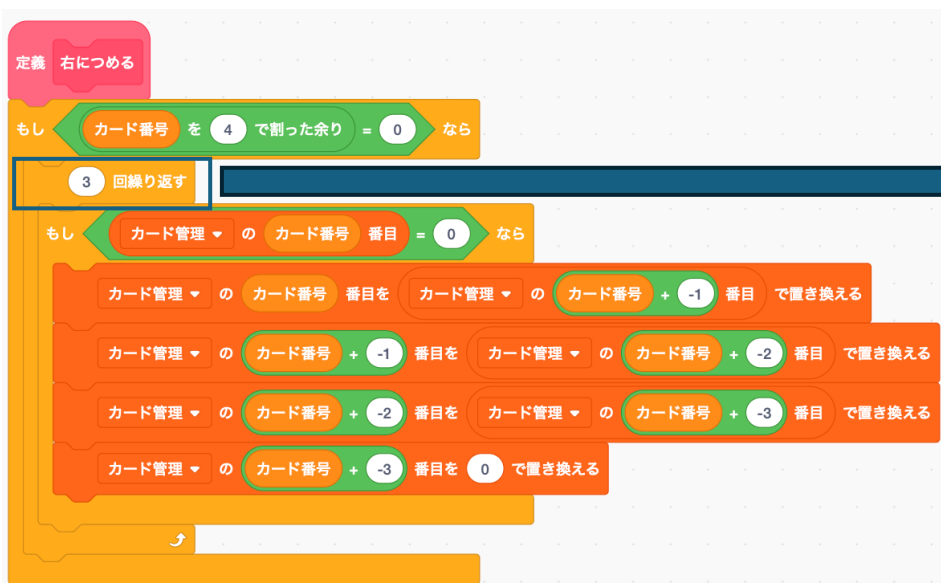 定義 右につめる
もし カード番号 を 4 で割った余り = 0 なら
3 回繰り返す
もし カード管理 の カード番号 番目 = 0 なら
カード管理 の カード番号 番目を カード管理 の カード番号 + -1 番目 で置き換える
カード管理 の カード番号 + -1 番目を カード管理 の カード番号 + -2 番目 で置き換える
カード管理 の カード番号 + -2 番目を カード管理 の カード番号 + -3 番目 で置き換える
カード管理 の カード番号 + -3 番目を 0 で置き換える